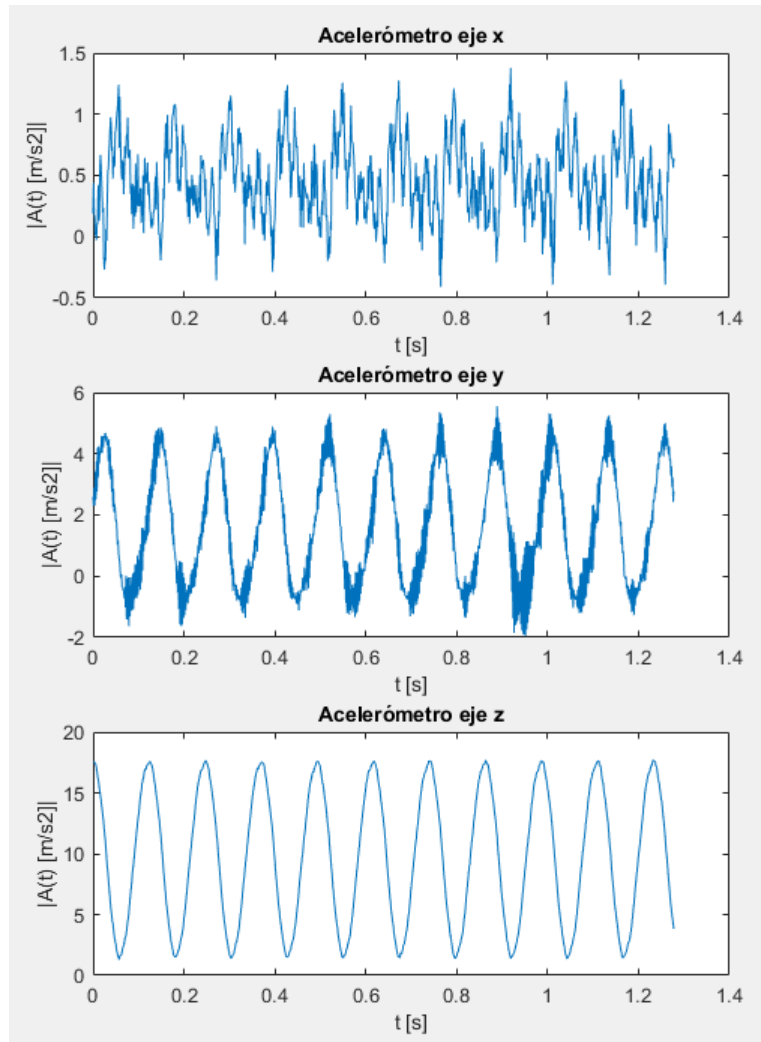 Acelerómetro eje x
|A(t) [m/s2]|
1.5
1
0.5
0
-0.5
0 0.2 0.4 0.6 0.8 1 1.2 1.4
t [s]
Acelerómetro eje y
|A(t) [m/s2]|
6
4
2
0
-2
0 0.2 0.4 0.6 0.8 1 1.2 1.4
t [s]
Acelerómetro eje z
|A(t) [m/s2]|
20
15
10
5
0
0 0.2 0.4 0.6 0.8 1 1.2 1.4
t [s]